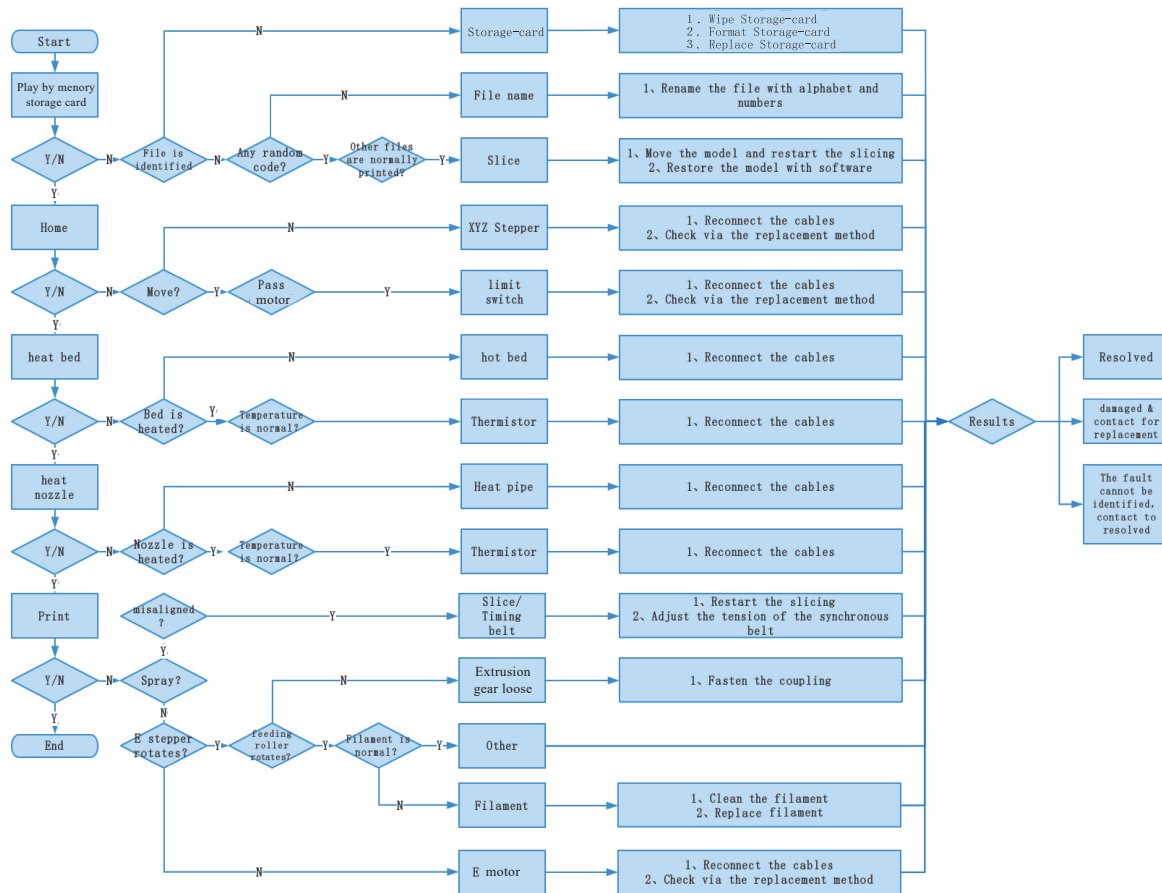 Start
Play by menory
storage card
Y/N
N
File is
identified
N
Storage-card
1. Wipe Storage-card
2. Format Storage-card
3. Replace Storage-card
N
Any random
code?
N
File name
1、Rename the file with alphabet and
numbers
Y
Other files
are normally
printed?
Y
Slice
1、Move the model and restart the slicing
2、Restore the model with software
Y
Home
Y/N
N
Move?
N
XYZ Stepper
1、Reconnect the cables
2、Check via the replacement method
Y
Pass
motor
Y
limit
switch
1、Reconnect the cables
2、Check via the replacement method
Y
heat bed
Y/N
N
Bed is
heated?
N
hot bed
1、Reconnect the cables
Y
Temperature
is normal?
Thermistor
1、Reconnect the cables
Y
heat
nozzle
Y/N
N
Nozzle is
heated?
N
Heat pipe
1、Reconnect the cables
Y
Temperature
is normal?
Y
Thermistor
1、Reconnect the cables
Y
Print
Y/N
N
Spray?
Y
misaligned
?
Y
Slice/
Timing
belt
1、Restart the slicing
2、Adjust the tension of the synchronous
belt
Y
End
N
E stepper
rotates?
Y
feeding
roller
rotates?
N
Extrusion
gear loose
1、Fasten the coupling
Y
Filament is
normal?
Y
Other
N
Filament
1、Clean the filament
2、Replace filament
N
E motor
1、Reconnect the cables
2、Check via the replacement method
Results
Resolved
damaged &
contact for
replacement
The fault
cannot be
identified,
contact to
resolved